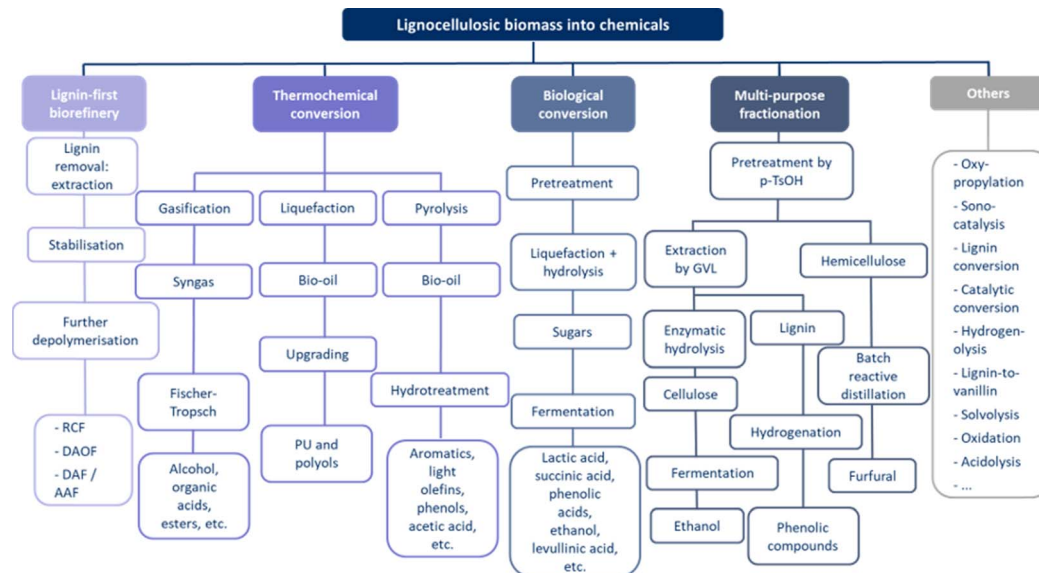 Lignocellulosic biomass into chemicals
Lignin-first
biorefinery
Lignin
removal:
extraction
Stabilisation
Further
depolymerisation
- RCF
- DAOF
- DAF /
AAF
Thermochemical
conversion
Gasification
Syngas
Fischer-
Tropsch
Alcohol,
organic
acids,
esters, etc.
Liquefaction
Bio-oil
Upgrading
PU and
polyols
Pyrolysis
Bio-oil
Hydrotreatment
Aromatics,
light
olefins,
phenols,
acetic acid,
etc.
Biological
conversion
Pretreatment
Liquefaction +
hydrolysis
Sugars
Fermentation
Lactic acid,
succinic acid,
phenolic
acids,
ethanol,
levullinic acid,
etc.
Multi-purpose
fractionation
Pretreatment by
p-TsOH
Extraction
by GVL
Enzymatic
hydrolysis
Cellulose
Fermentation
Ethanol
Lignin
Hydrogenation
Phenolic
compounds
Hemicellulose
Batch
reactive
distillation
Furfural
Others
- Oxy-
propylation
- Sono-
catalysis
- Lignin
conversion
- Catalytic
conversion
- Hydrogen-
olysis
- Lignin-to-
vanillin
- Solvolysis
- Oxidation
- Acidolysis
- ...